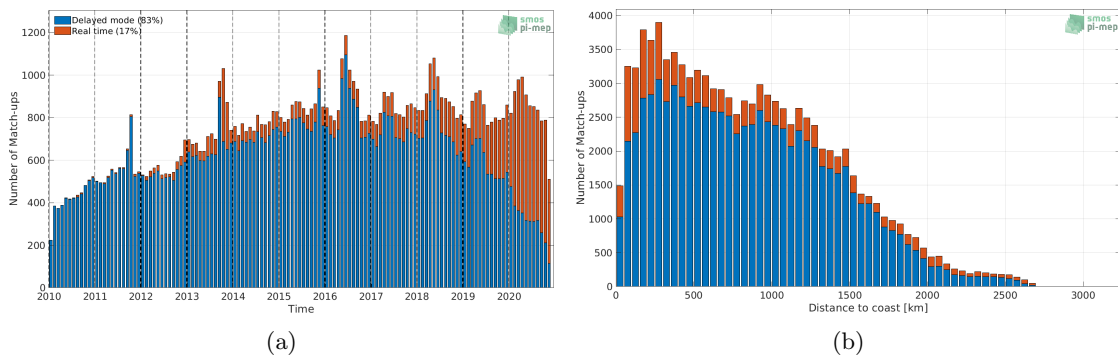 Delayed mode (83%)
Real time (17%)
smos
pi-mep
Number of Match-ups
1200
1000
800
600
400
200
0
2010 2011 2012 2013 2014 2015 2016 2017 2018 2019 2020
Time
(a)
smos
pi-mep
Number of Match-ups
4000
3500
3000
2500
2000
1500
1000
500
0
0 500 1000 1500 2000 2500 3000
Distance to coast [km]
(b)